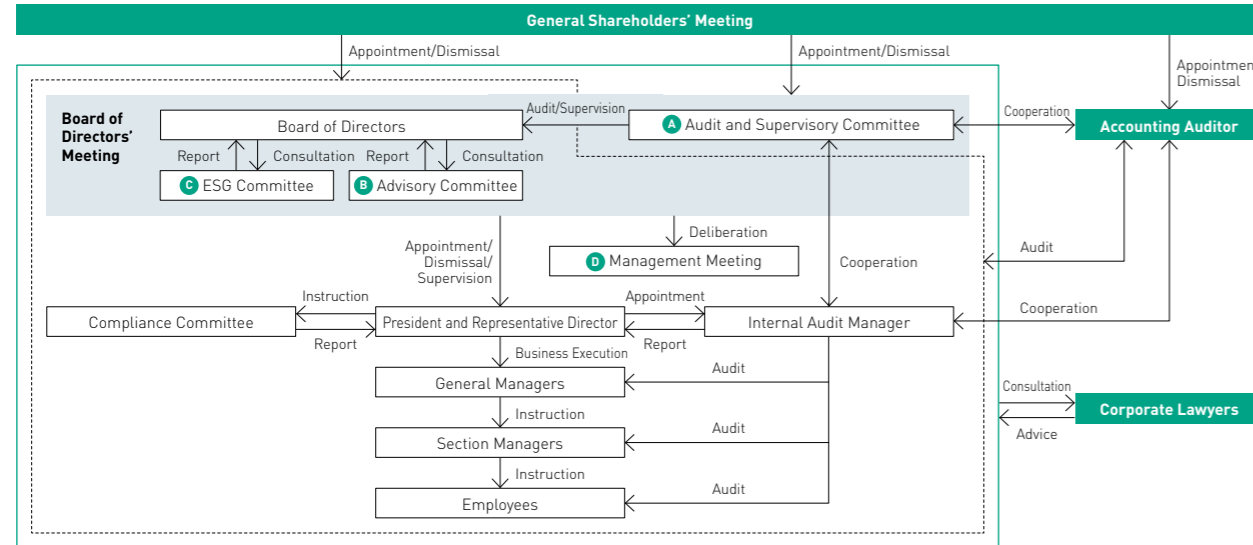 General Shareholders' Meeting
Appointment/Dismissal
Appointment/Dismissal
Appointmen
Dismissal
Board of
Directors'
Meeting
Board of Directors
Audit/Supervision
A Audit and Supervisory Committee
Cooperation
Accounting Auditor
Report
Consultation
Report
Consultation
C ESG Committee
B Advisory Committee
Appointment/
Dismissal/
Supervision
Deliberation
D Management Meeting
Cooperation
Audit
Compliance Committee
Instruction
Report
President and Representative Director
Appointment
Report
Internal Audit Manager
Cooperation
Business Execution
General Managers
Audit
Instruction
Section Managers
Audit
Instruction
Employees
Audit
Consultation
Corporate Lawyers
Advice